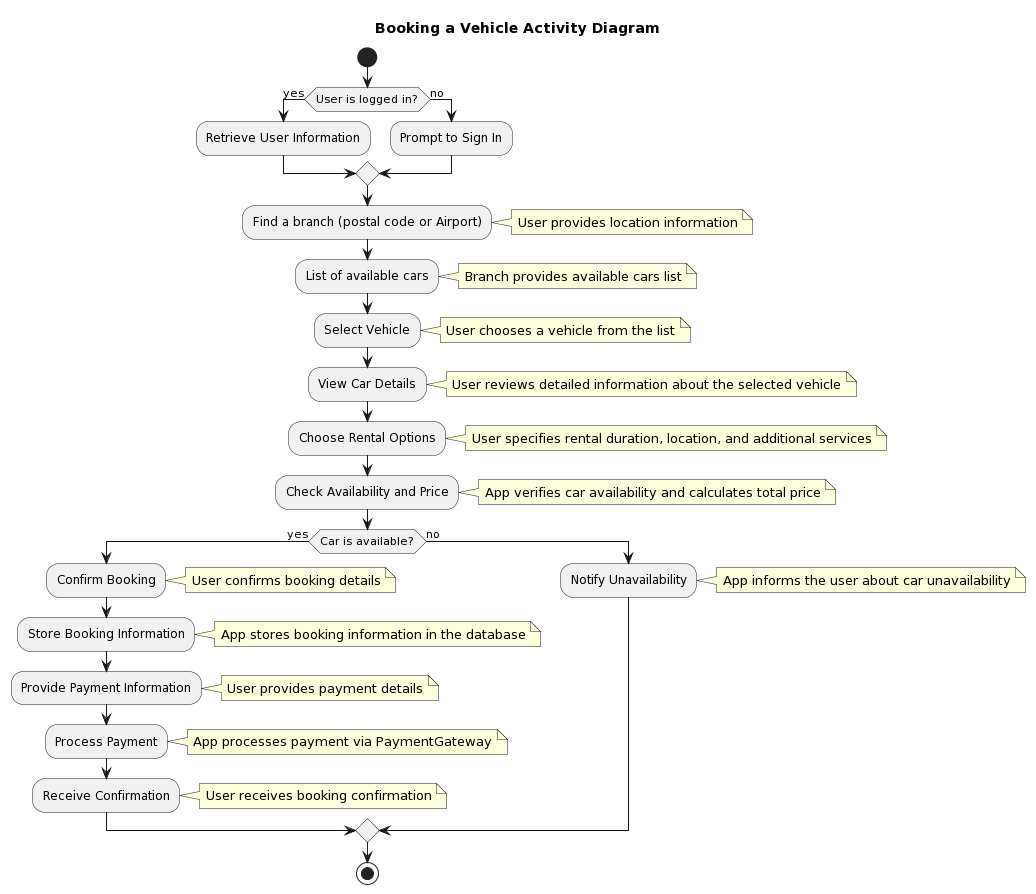 Booking a Vehicle Activity Diagram
yes
User is logged in?
no
Retrieve User Information
Prompt to Sign In
Find a branch (postal code or Airport)
User provides location information
List of available cars
Branch provides available cars list
Select Vehicle
User chooses a vehicle from the list
View Car Details
User reviews detailed information about the selected vehicle
Choose Rental Options
User specifies rental duration, location, and additional services
Check Availability and Price
App verifies car availability and calculates total price
yes
Car is available?
no
Confirm Booking
User confirms booking details
Notify Unavailability
App informs the user about car unavailability
Store Booking Information
App stores booking information in the database
Provide Payment Information
User provides payment details
Process Payment
App processes payment via PaymentGateway
Receive Confirmation
User receives booking confirmation